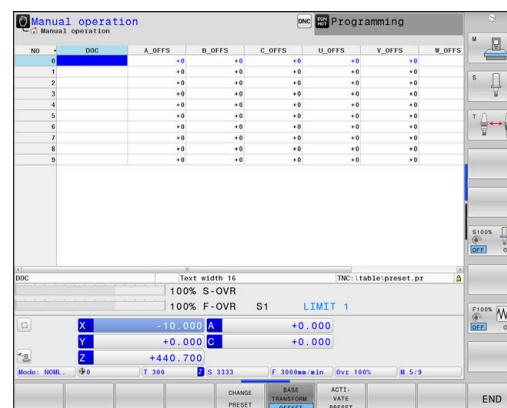 Manual operation DNC Programming
Manual operation
NO DOC A_OFFS B_OFFS C_OFFS U_OFFS V_OFFS W_OFFS
0 +0 +0 +0 +0 +0
1 +0 +0 +0 +0 +0
2 +0 +0 +0 +0 +0
3 +0 +0 +0 +0 +0
4 +0 +0 +0 +0 +0
5 +0 +0 +0 +0 +0
6 +0 +0 +0 +0 +0
7 +0 +0 +0 +0 +0
8 +0 +0 +0 +0 +0
9 +0 +0 +0 +0 +0
DOC Text width 16 TNC:\table\preset.pr
100% S-OVR
100% F-OVR S1 LIMIT 1
X -10.000 A +0.000
Y +0.000 C +0.000
Z +440.700
Mode: NOML. 0 T 300 Z S 3333 F 3000mm/min Ovr 100% M 5/9
CHANGE PRESET
BASE TRANSFORM OFFSET
ACTI- VATE PRESET
END
M
S
T
S100%
OFF
F100%
OFF